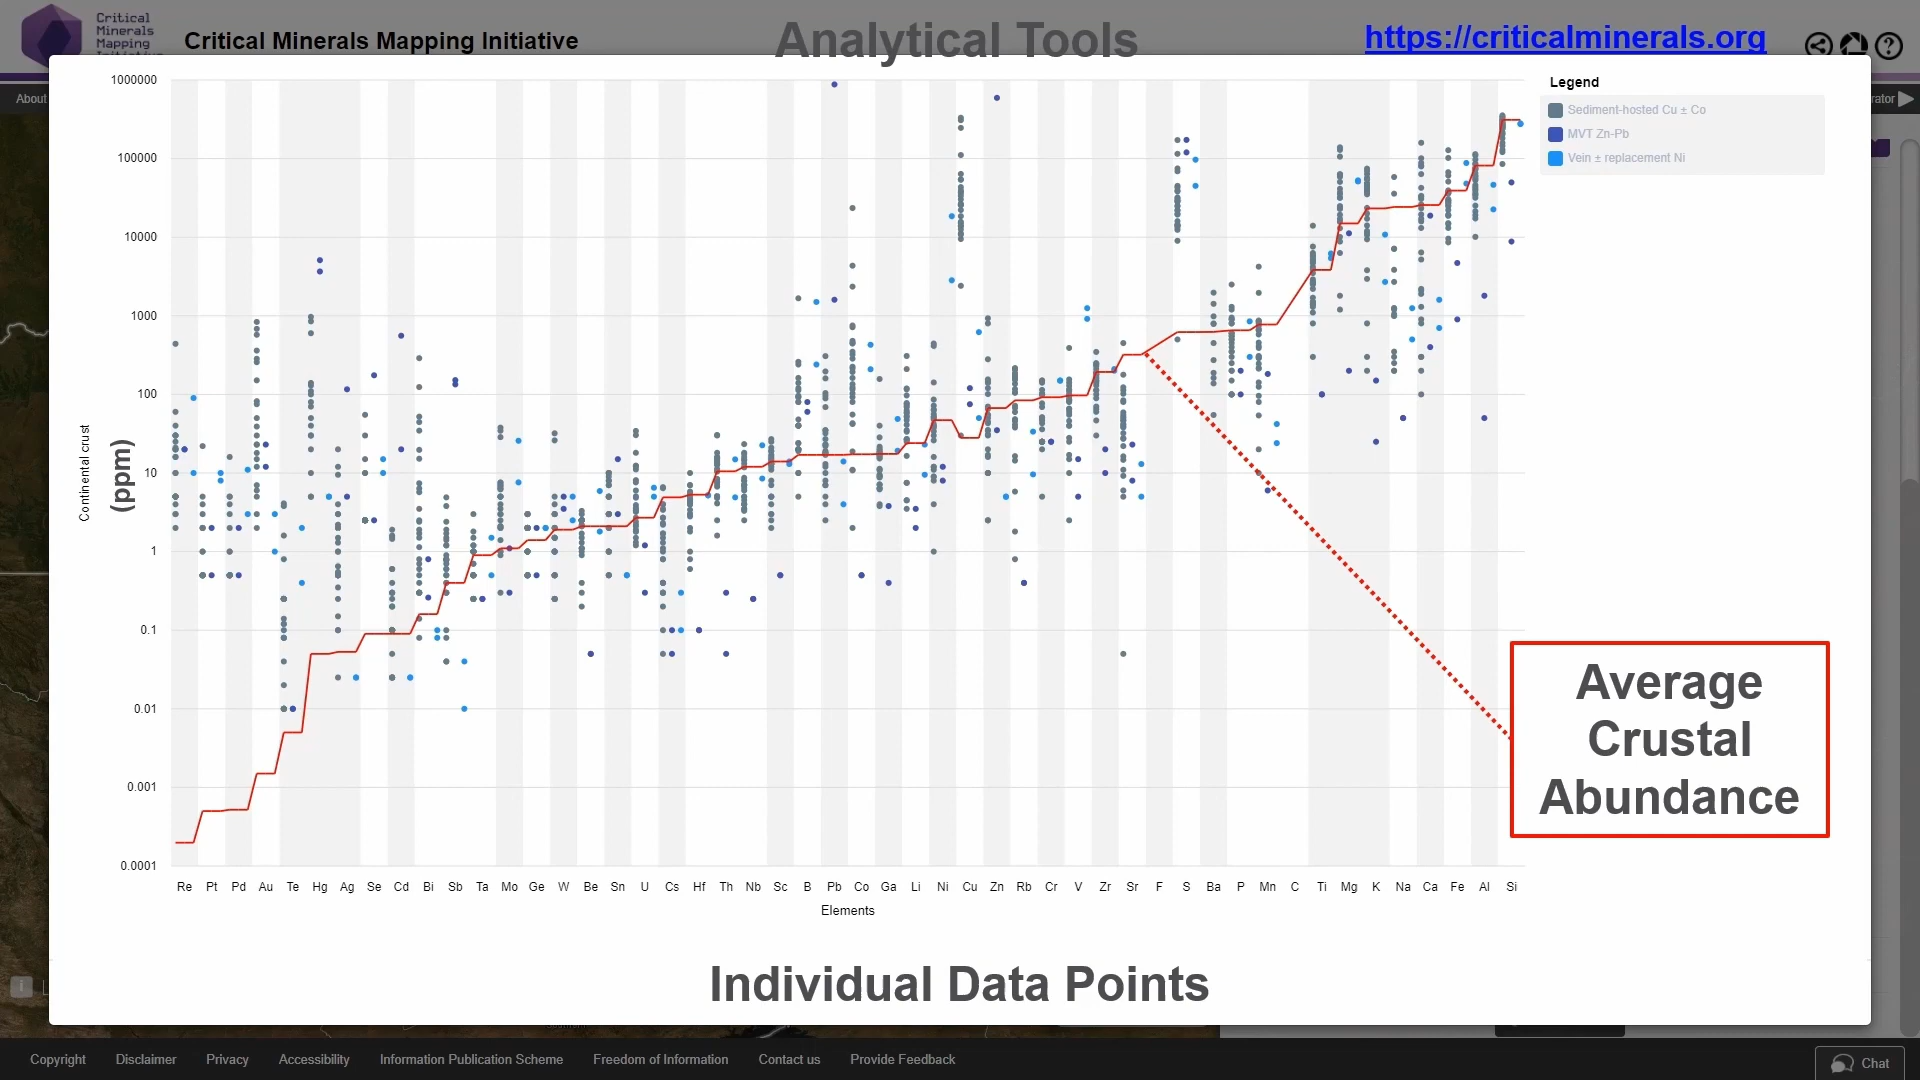 Critical
Minerals
Mapping
Critical Minerals Mapping Initiative
Analytical Tools
https://criticalminerals.org
About
rator
Legend
Sediment-hosted Cu ± Co
MVT Zn-Pb
Vein ± replacement Ni
1000000
100000
10000
1000
100
10
1
0.1
0.01
0.001
0.0001
Continental crust
(ppm)
Re Pt Pd Au Te Hg Ag Se Cd Bi Sb Ta Mo Ge W Be Sn U Cs Hf Th Nb Sc B Pb Co Ga Li Ni Cu Zn Rb Cr V Zr Sr F S Ba P Mn C Ti Mg K Na Ca Fe Al Si
Elements
Average
Crustal
Abundance
Individual Data Points
Copyright Disclaimer Privacy Accessibility Information Publication Scheme Freedom of Information Contact us Provide Feedback
Chat